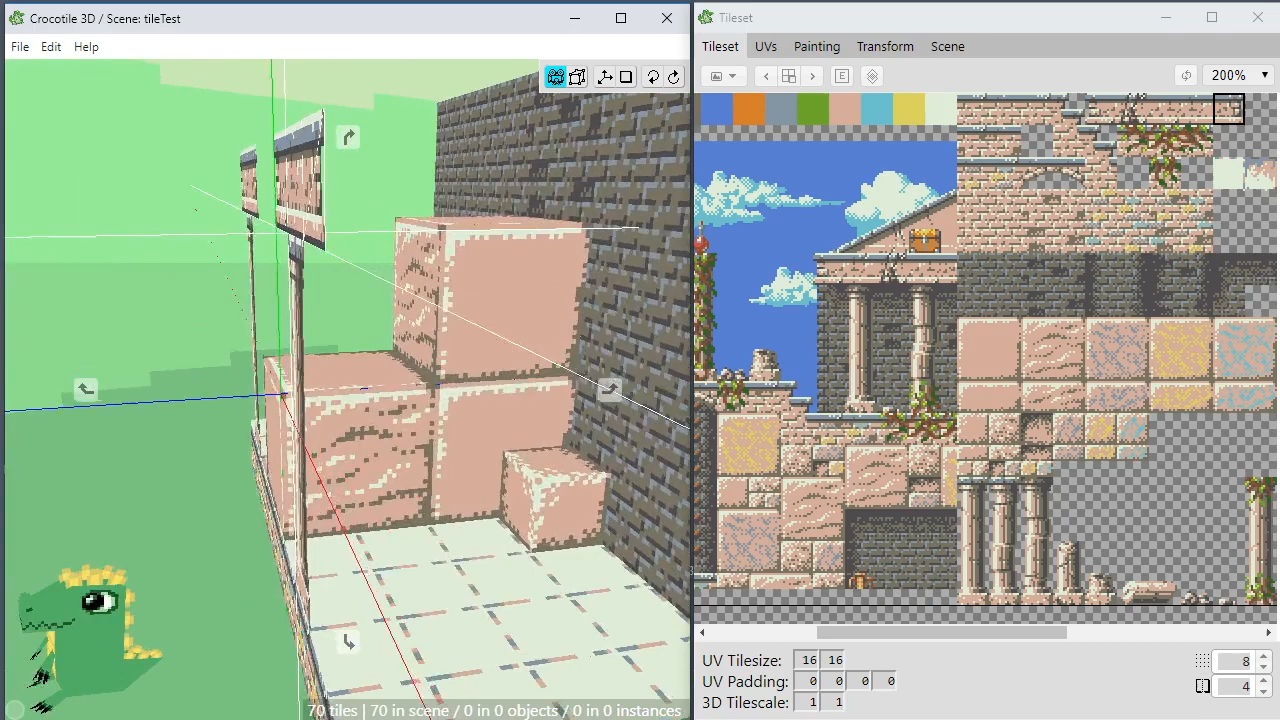 Crocotile 3D / Scene: tileTest
File Edit Help
70 tiles | 70 in scene / 0 in 0 objects / 0 in 0 instances
Tileset
Tileset UVs Painting Transform Scene
E
200%
UV Tilesize: 16 16
UV Padding: 0 0 0 0
3D Tilescale: 1 1
8
4